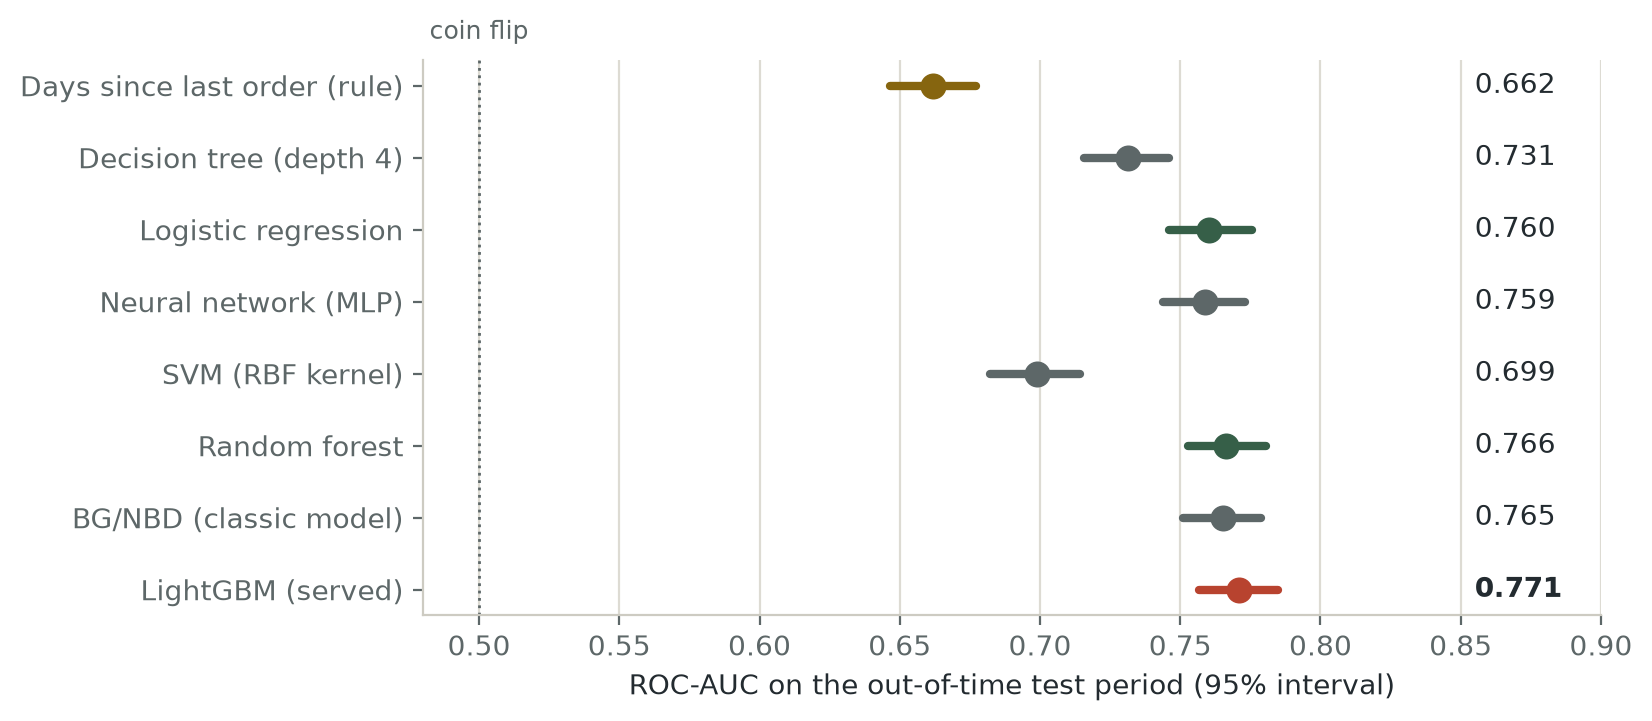 coin flip
Days since last order (rule) 0.662
Decision tree (depth 4) 0.731
Logistic regression 0.760
Neural network (MLP) 0.759
SVM (RBF kernel) 0.699
Random forest 0.766
BG/NBD (classic model) 0.765
LightGBM (served) 0.771
0.50 0.55 0.60 0.65 0.70 0.75 0.80 0.85 0.90
ROC-AUC on the out-of-time test period (95% interval)